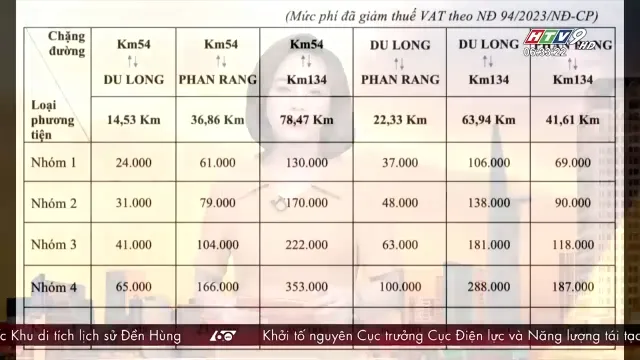 (Mức phí đã giảm thuế VAT theo NĐ 94/2023/NĐ-CP)
HTV9 HD
Chặng đường
Loại phương tiện
Km54 ↑↓ DU LONG
Km54 ↑↓ PHAN RANG
Km54 ↑↓ Km134
DU LONG ↑↓ PHAN RANG
DU LONG ↑↓ Km134
PHAN RANG ↑↓ Km134
14,53 Km 36,86 Km 78,47 Km 22,33 Km 63,94 Km 41,61 Km
Nhóm 1 24.000 61.000 130.000 37.000 106.000 69.000
Nhóm 2 31.000 79.000 170.000 48.000 138.000 90.000
Nhóm 3 41.000 104.000 222.000 63.000 181.000 118.000
Nhóm 4 65.000 166.000 353.000 100.000 288.000 187.000
c Khu di tích lịch sử Đền Hùng Khởi tố nguyên Cục trưởng Cục Điện lực và Năng lượng tái tạo